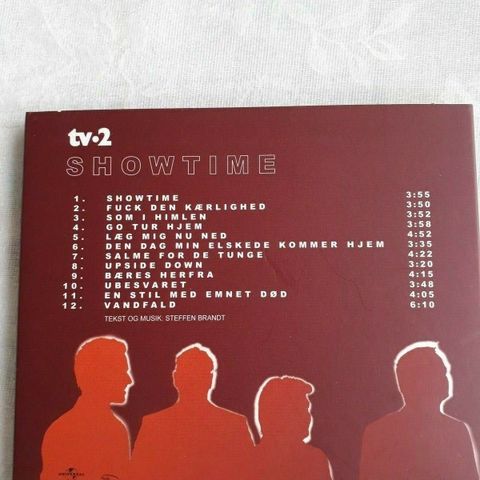 tv·2
SHOWTIME
1. SHOWTIME 3:55
2. FUCK DEN KÆRLIGHED 3:50
3. SOM I HIMLEN 3:52
4. GO TUR HJEM 3:58
5. LÆG MIG NU NED 4:52
6. DEN DAG MIN ELSKEDE KOMMER HJEM 3:35
7. SALME FOR DE TUNGE 4:22
8. UPSIDE DOWN 3:20
9. BÆRES HERFRA 4:15
10. UBESVARET 3:48
11. EN STIL MED EMNET DØD 4:05
12. VANDFALD 6:10
TEKST OG MUSIK: STEFFEN BRANDT
UNIVERSAL